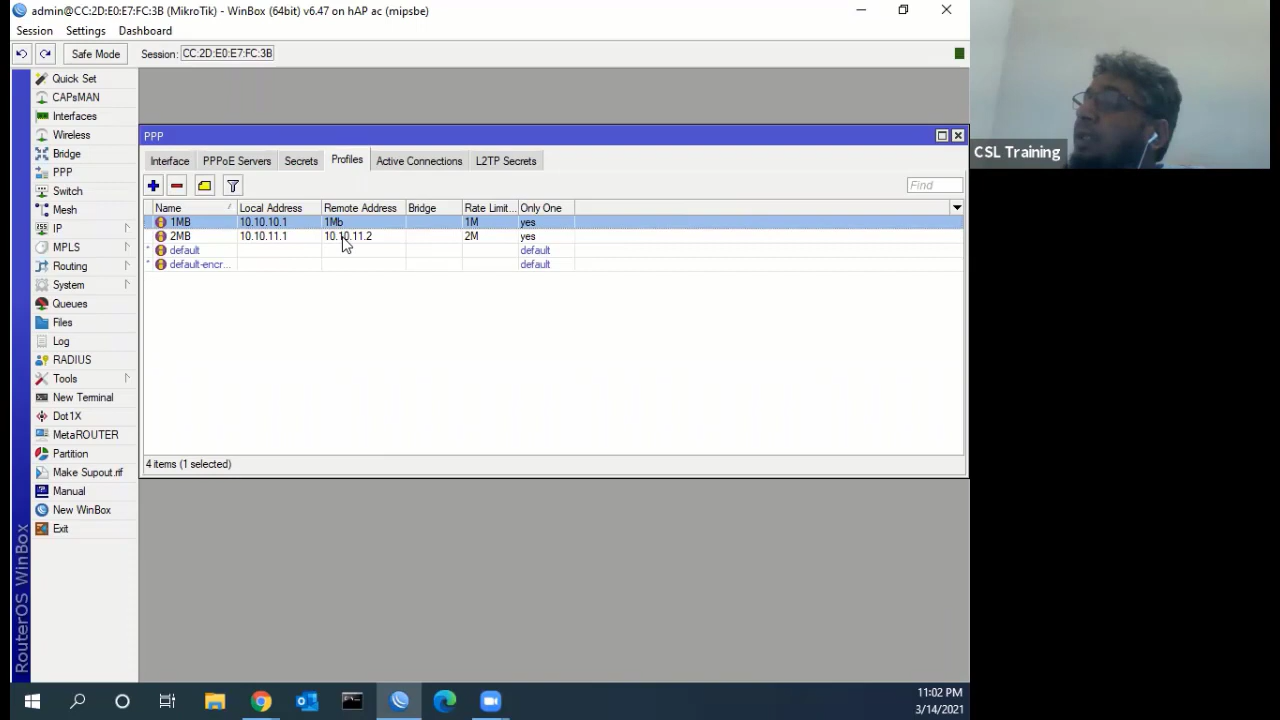 admin@CC:2D:E0:E7:FC:3B (MikroTik) - WinBox (64bit) v6.47 on hAP ac (mipsbe)
Session Settings Dashboard
Safe Mode Session: CC:2D:E0:E7:FC:3B
Quick Set
CAPsMAN
Interfaces
Wireless
Bridge
PPP
Switch
Mesh
IP
MPLS
Routing
System
Queues
Files
Log
RADIUS
Tools
New Terminal
Dot1X
MetaROUTER
Partition
Make Supout.rif
Manual
New WinBox
Exit
RouterOS WinBox
PPP
Interface PPPoE Servers Secrets Profiles Active Connections L2TP Secrets
Find
Name Local Address Remote Address Bridge Rate Limit... Only One
1MB 10.10.10.1 1Mb 1M yes
2MB 10.10.11.1 10.10.11.2 2M yes
* default default
* default-encr... default
4 items (1 selected)
CSL Training
11:02 PM
3/14/2021